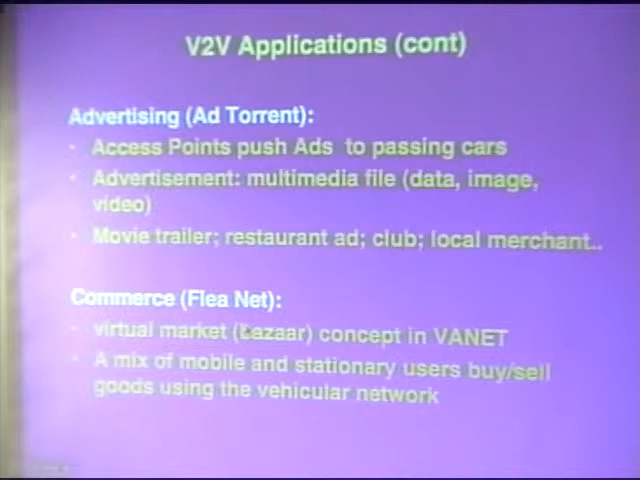 V2V Applications (cont)
Advertising (Ad Torrent):
· Access Points push Ads to passing cars
· Advertisement: multimedia file (data, image,
video)
· Movie trailer; restaurant ad; club; local merchant..
Commerce (Flea Net):
· virtual market (bazaar) concept in VANET
· A mix of mobile and stationary users buy/sell
goods using the vehicular network